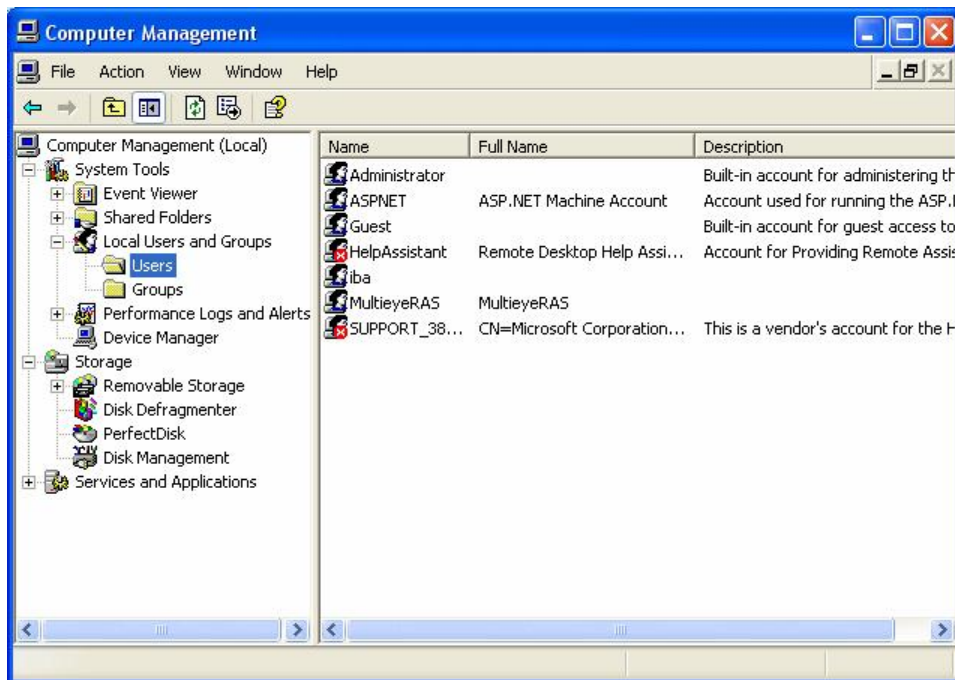 Computer Management
File Action View Window Help
Computer Management (Local)
System Tools
Event Viewer
Shared Folders
Local Users and Groups
Users
Groups
Performance Logs and Alerts
Device Manager
Storage
Removable Storage
Disk Defragmenter
PerfectDisk
Disk Management
Services and Applications
Name Full Name Description
Administrator Built-in account for administering th
ASPNET ASP.NET Machine Account Account used for running the ASP.
Guest Built-in account for guest access to
HelpAssistant Remote Desktop Help Assi... Account for Providing Remote Assis
iba
MultieyeRAS MultieyeRAS
SUPPORT_38... CN=Microsoft Corporation... This is a vendor's account for the H